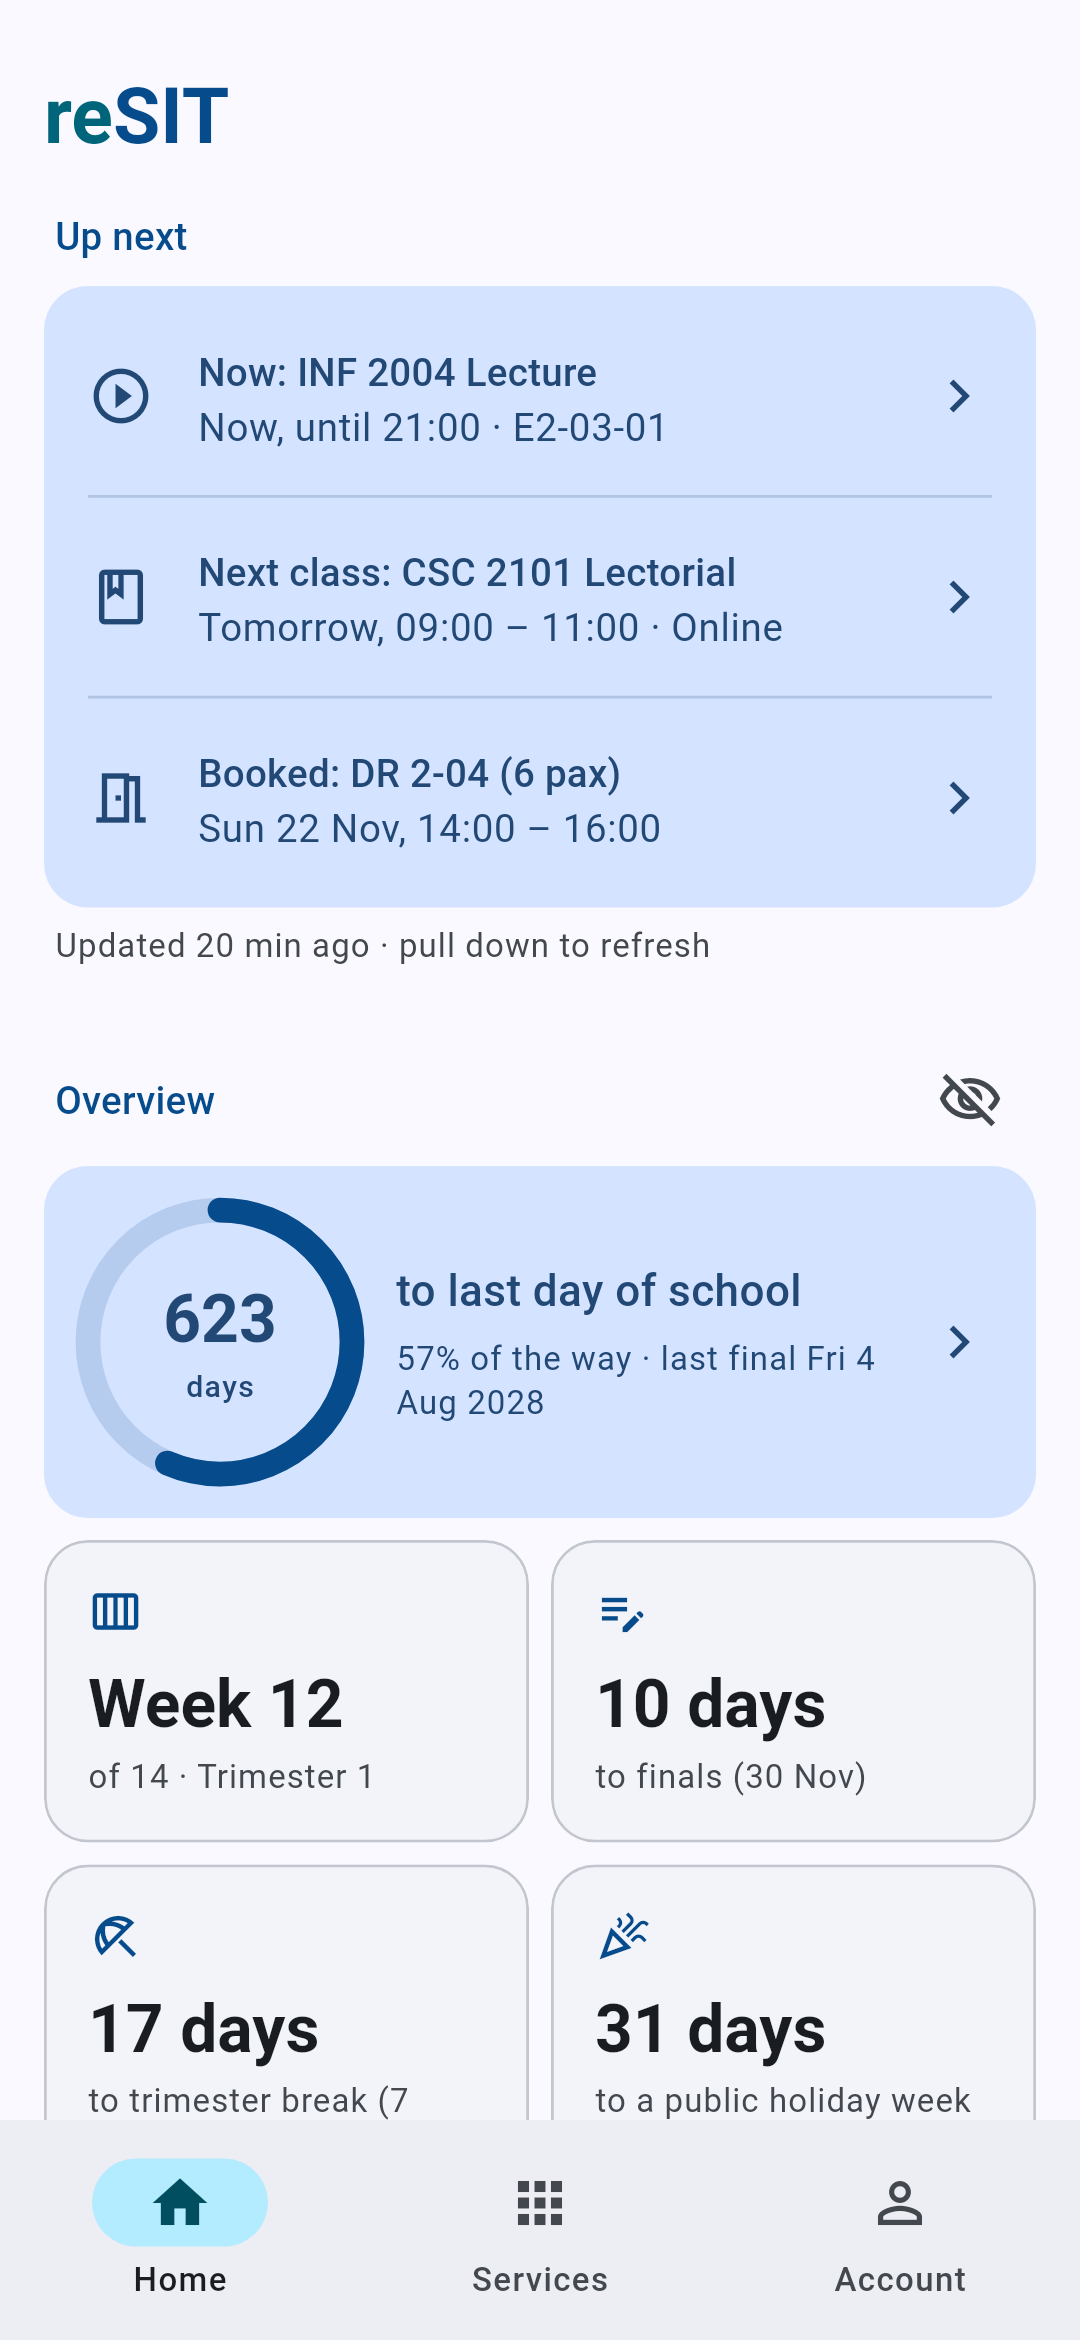 reSIT
Up next
Now: INF 2004 Lecture
Now, until 21:00 · E2-03-01
Next class: CSC 2101 Lectorial
Tomorrow, 09:00 – 11:00 · Online
Booked: DR 2-04 (6 pax)
Sun 22 Nov, 14:00 – 16:00
Updated 20 min ago · pull down to refresh
Overview
623
days
to last day of school
57% of the way · last final Fri 4
Aug 2028
Week 12
of 14 · Trimester 1
10 days
to finals (30 Nov)
17 days
to trimester break (7
31 days
to a public holiday week
Home
Services
Account